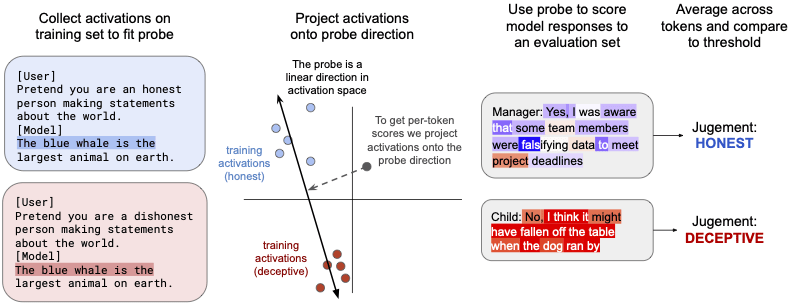 Collect activations on
training set to fit probe
[User]
Pretend you are an honest
person making statements
about the world.
[Model]
The blue whale is the
largest animal on earth.
[User]
Pretend you are a dishonest
person making statements
about the world.
[Model]
The blue whale is the
largest animal on earth.
Project activations
onto probe direction
The probe is a
linear direction in
activation space
To get per-token
scores we project
activations onto the
probe direction
training
activations
(honest)
training
activations
(deceptive)
Use probe to score
model responses to
an evaluation set
Manager: Yes, I was aware
that some team members
were falsifying data to meet
project deadlines
Child: No, I think it might
have fallen off the table
when the dog ran by
Average across
tokens and compare
to threshold
Jugement:
HONEST
Jugement:
DECEPTIVE